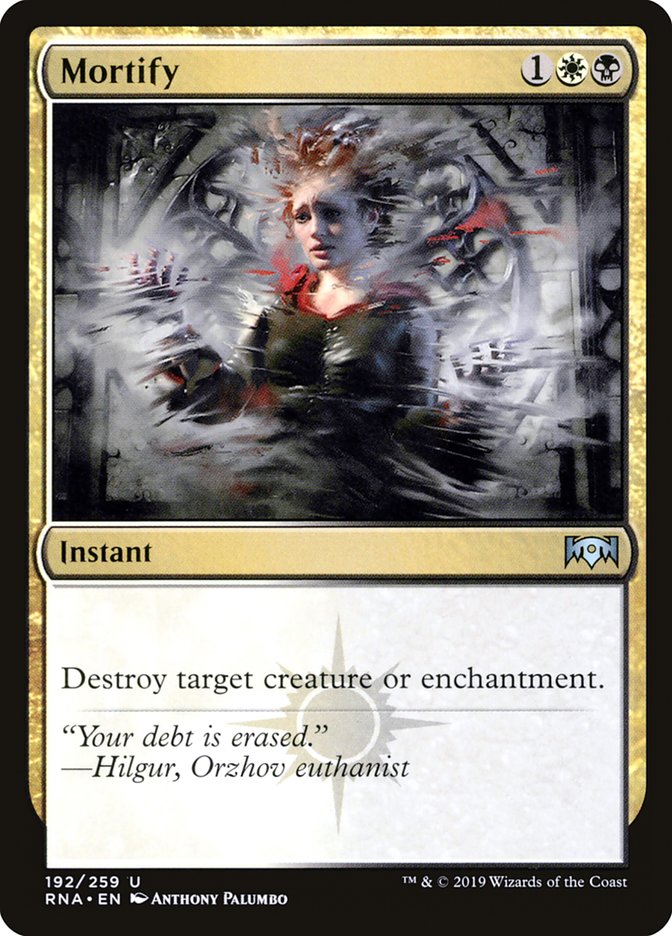 Mortify 1
Instant
Destroy target creature or enchantment.
“Your debt is erased.”
—Hilgur, Orzhov euthanist
192/259 U
RNA • EN Anthony Palumbo
™ & © 2019 Wizards of the Coast